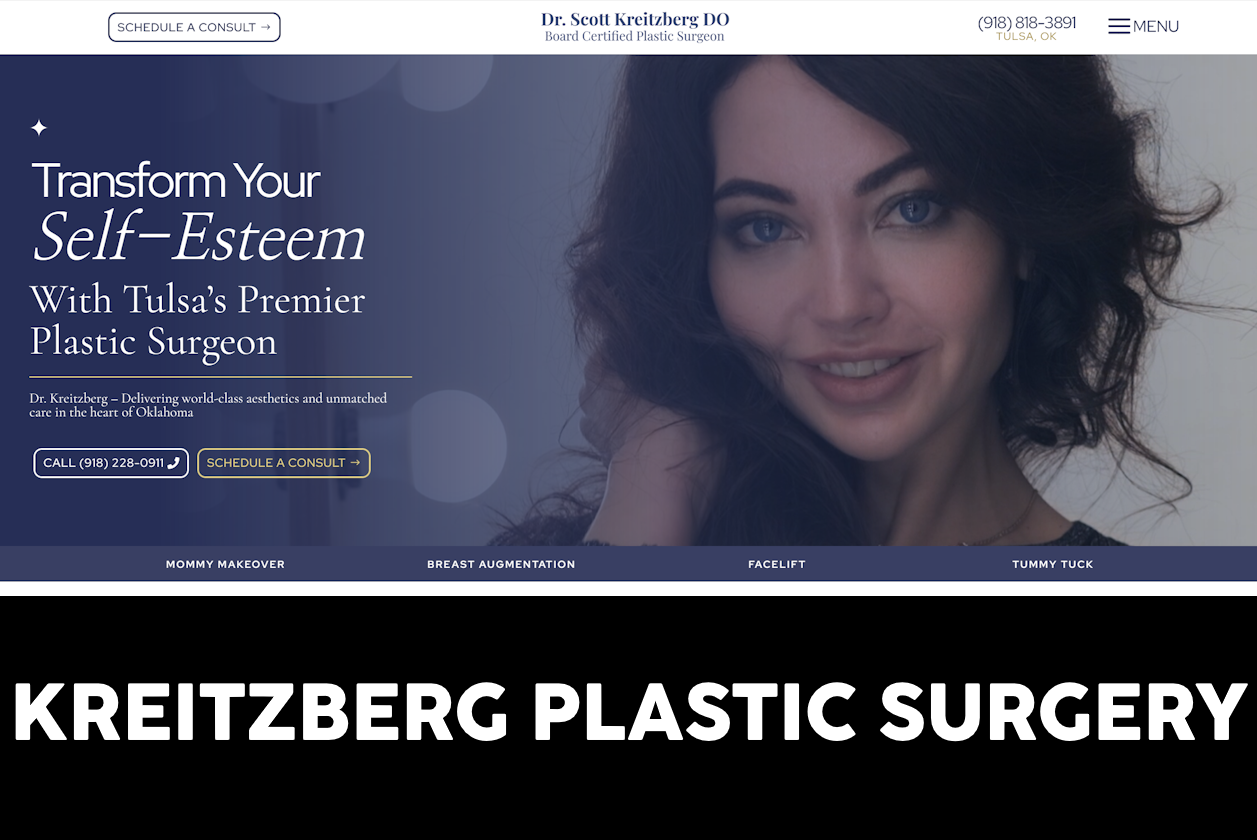 SCHEDULE A CONSULT →
Dr. Scott Kreitzberg DO
Board Certified Plastic Surgeon
(918) 818-3891
TULSA, OK
MENU
Transform Your
Self-Esteem
With Tulsa's Premier
Plastic Surgeon
Dr. Kreitzberg – Delivering world-class aesthetics and unmatched
care in the heart of Oklahoma
CALL (918) 228-0911
SCHEDULE A CONSULT →
MOMMY MAKEOVER
BREAST AUGMENTATION
FACELIFT
TUMMY TUCK
KREITZBERG PLASTIC SURGERY